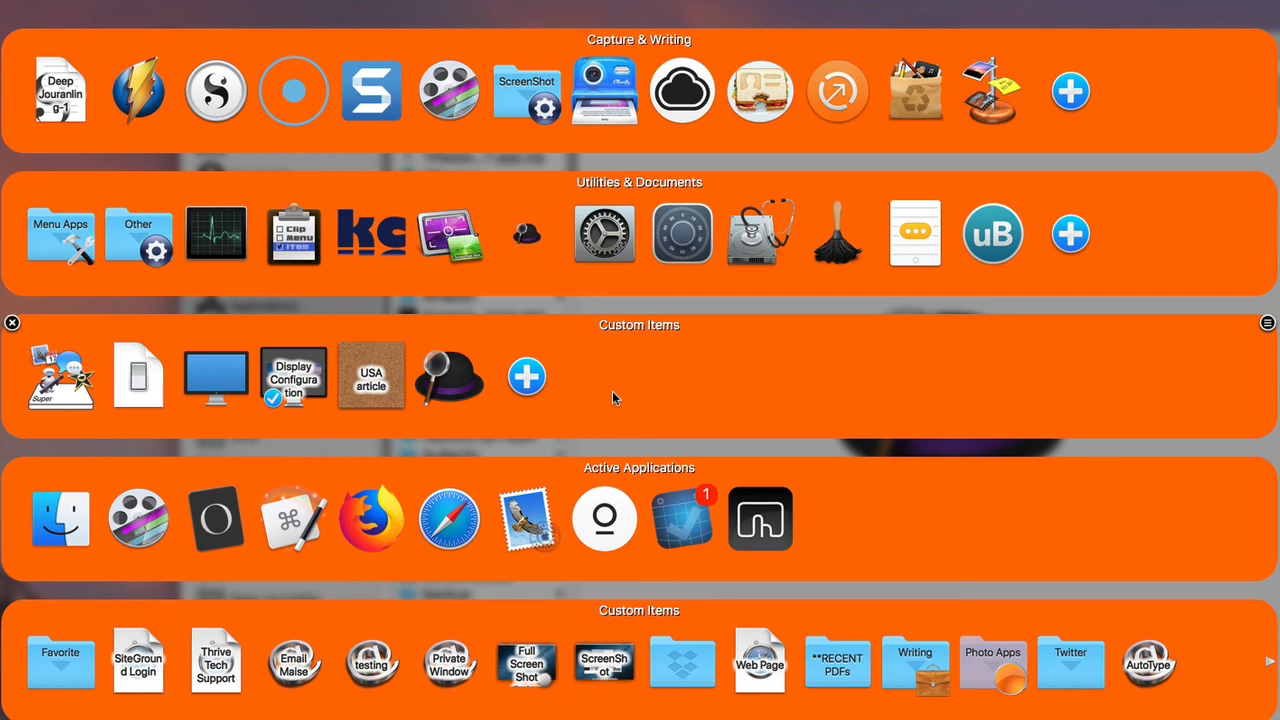 Capture & Writing
Deep
Jouranlin
g-1
S
S
ScreenShot
Utilities & Documents
Menu Apps
Other
Clip
Menu
Item
kc
uB
Custom Items
Super
Display
Configura
tion
USA
article
Active Applications
1
Custom Items
Favorite
SiteGroun
d Login
Thrive
Tech
Support
Email
Maise
testing
Private
Window
Full
Screen
Shot
ScreenSh
ot
Web Page
**RECENT
PDFs
Writing
Photo Apps
Twitter
AutoType